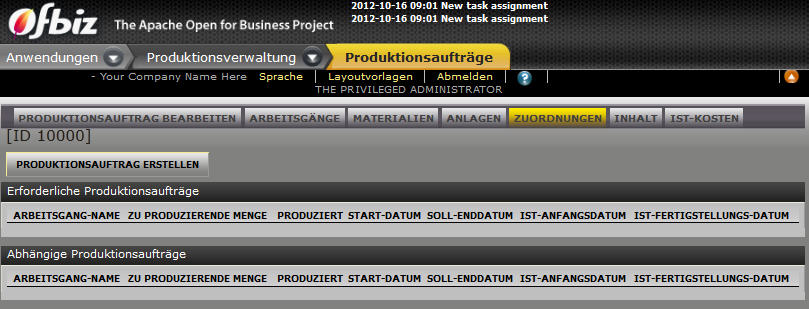 2012-10-16 09:01 New task assignment
2012-10-16 09:01 New task assignment
Ofbiz The Apache Open for Business Project
Anwendungen Produktionsverwaltung Produktionsaufträge
- Your Company Name Here Sprache Layoutvorlagen Abmelden ?
THE PRIVILEGED ADMINISTRATOR
PRODUKTIONSAUFTRAG BEARBEITEN ARBEITSGÄNGE MATERIALIEN ANLAGEN ZUORDNUNGEN INHALT IST-KOSTEN
[ID 10000]
PRODUKTIONSAUFTRAG ERSTELLEN
Erforderliche Produktionsaufträge
ARBEITSGANG-NAME ZU PRODUZIERENDE MENGE PRODUZIERT START-DATUM SOLL-ENDDATUM IST-ANFANGSDATUM IST-FERTIGSTELLUNGS-DATUM
Abhängige Produktionsaufträge
ARBEITSGANG-NAME ZU PRODUZIERENDE MENGE PRODUZIERT START-DATUM SOLL-ENDDATUM IST-ANFANGSDATUM IST-FERTIGSTELLUNGS-DATUM